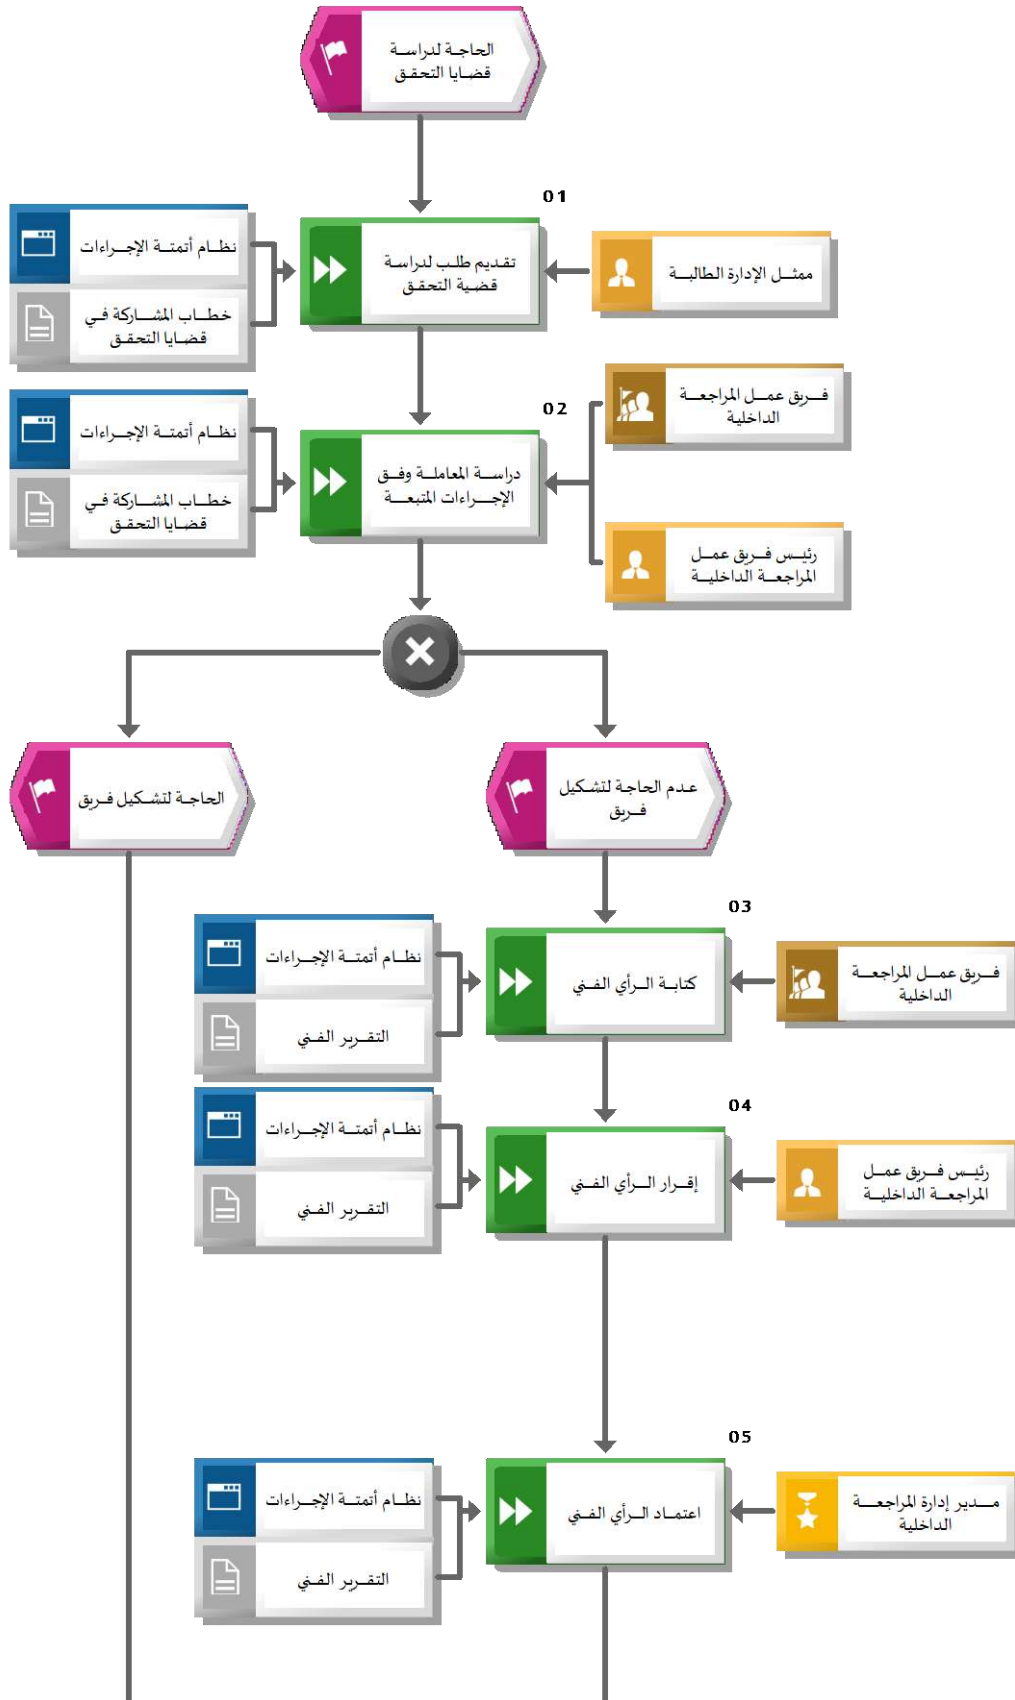 الحاجة لدراسة
قضايا التحقق
01
ممثل الإدارة الطالبة
تقديم طلب لدراسة
قضية التحقق
نظام أتمتة الإجراءات
خطاب المشاركة في
قضايا التحقق
02
فريق عمل المراجعة
الداخلية
رئيس فريق عمل
المراجعة الداخلية
دراسة المعاملة وفق
الإجراءات المتبعة
نظام أتمتة الإجراءات
خطاب المشاركة في
قضايا التحقق
عدم الحاجة لتشكيل
فريق
الحاجة لتشكيل فريق
03
فريق عمل المراجعة
الداخلية
كتابة الرأي الفني
نظام أتمتة الإجراءات
التقرير الفني
04
رئيس فريق عمل
المراجعة الداخلية
إقرار الرأي الفني
نظام أتمتة الإجراءات
التقرير الفني
05
مدير إدارة المراجعة
الداخلية
اعتماد الرأي الفني
نظام أتمتة الإجراءات
التقرير الفني